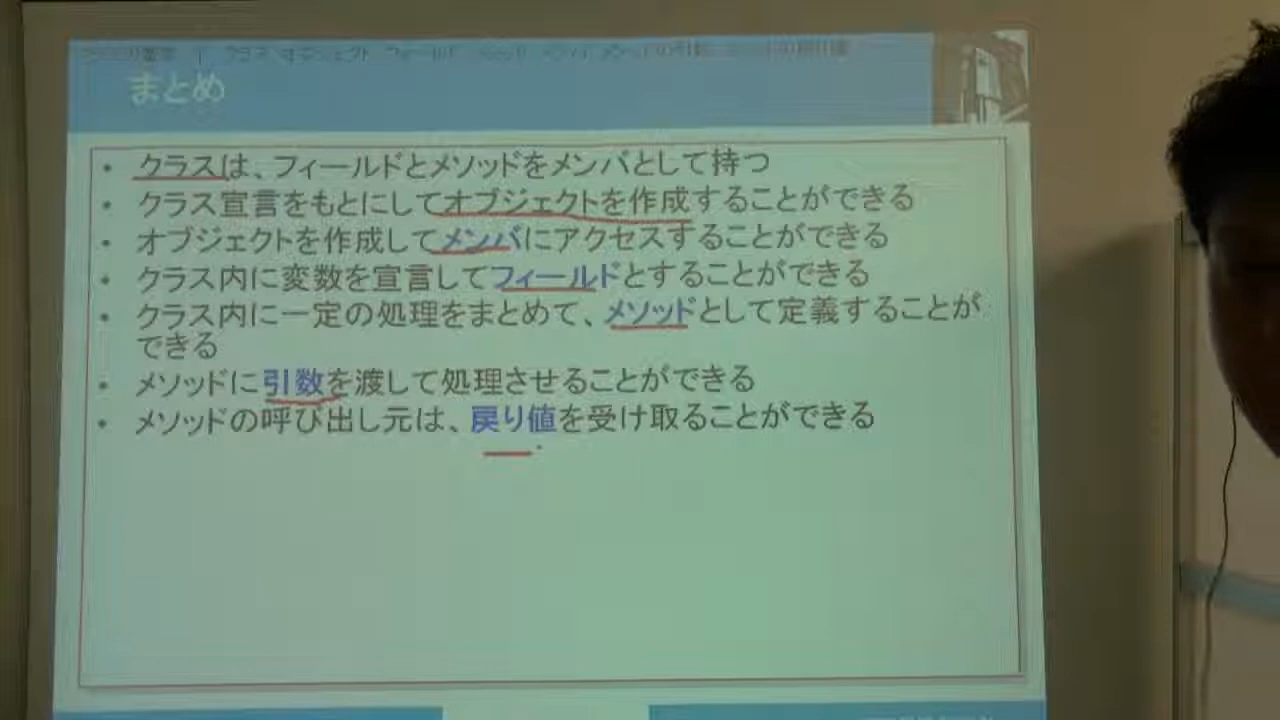 まとめ
• クラスは、フィールドとメソッドをメンバとして持つ
• クラス宣言をもとにしてオブジェクトを作成することができる
• オブジェクトを作成してメンバにアクセスすることができる
• クラス内に変数を宣言してフィールドとすることができる
• クラス内に一定の処理をまとめて、メソッドとして定義することが
できる
• メソッドに引数を渡して処理させることができる
• メソッドの呼び出し元は、戻り値を受け取ることができる